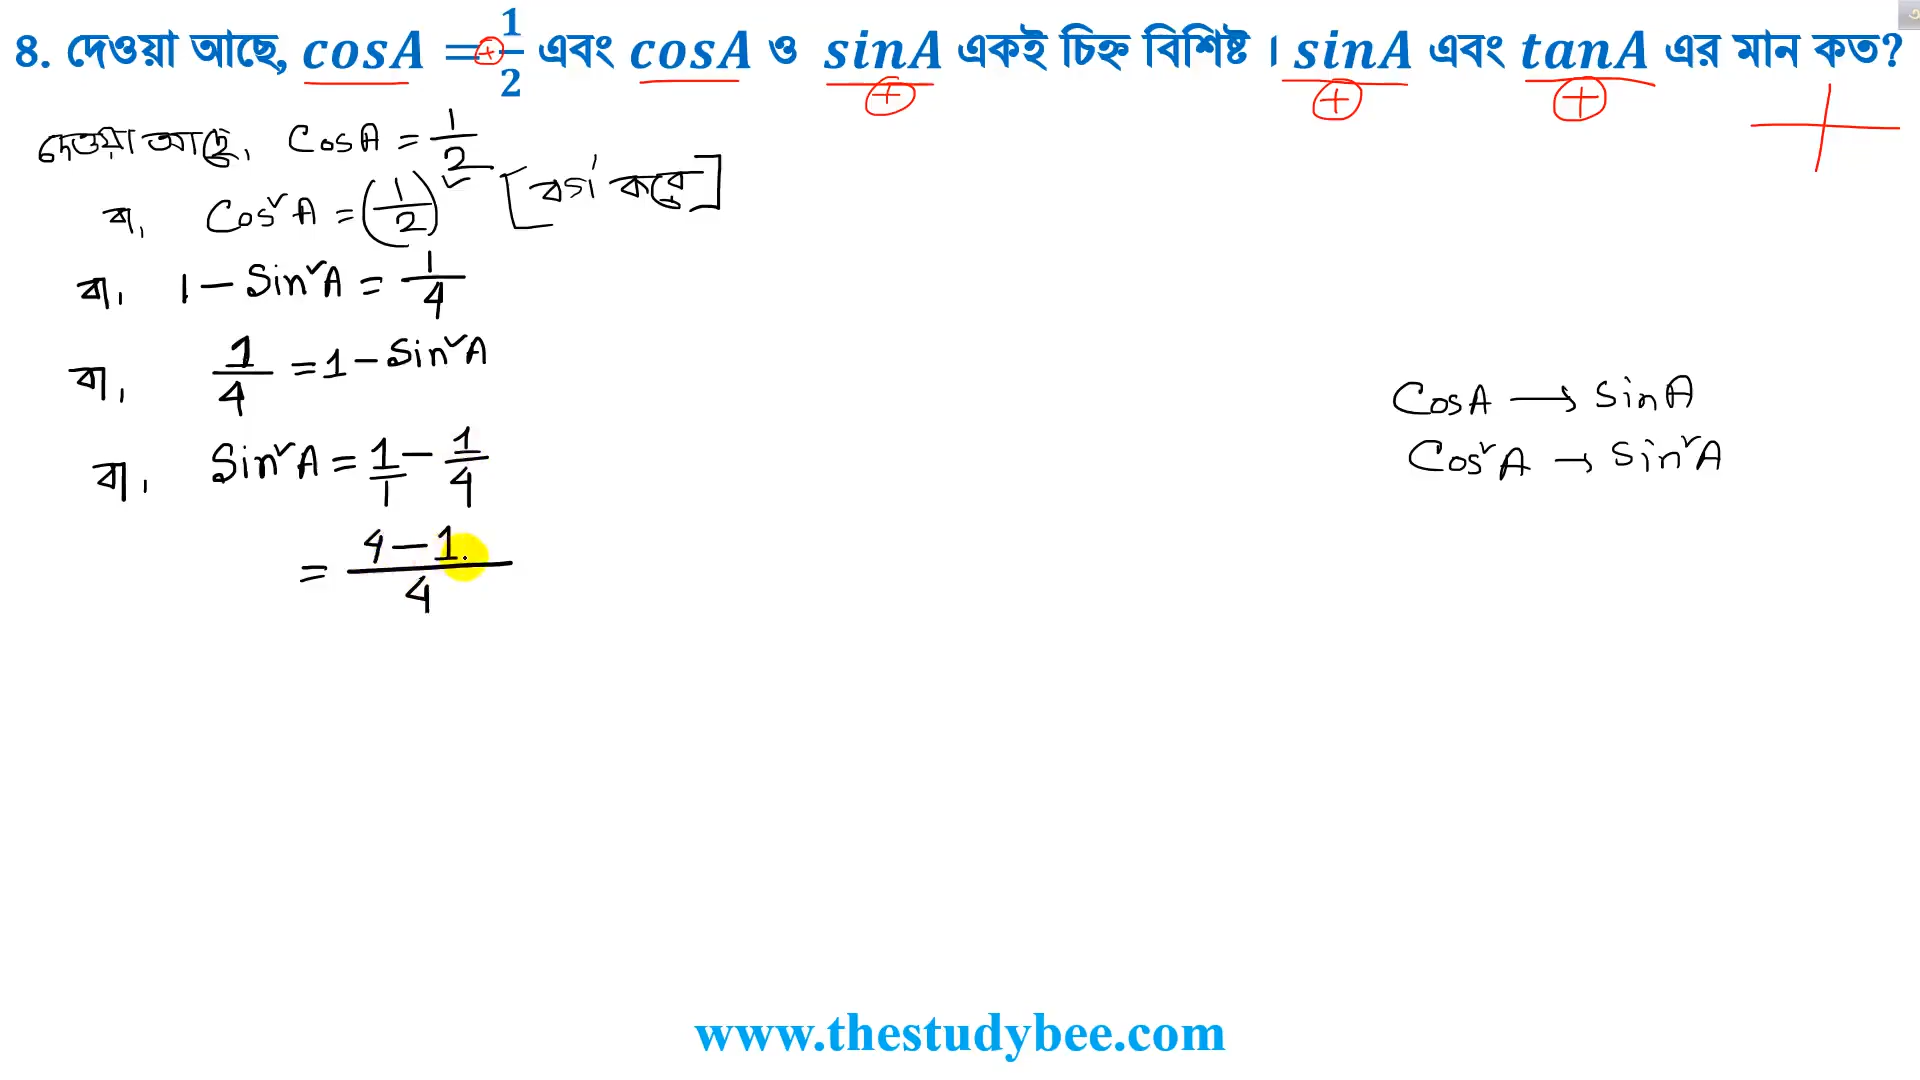 8. দেওয়া আছে, cosA = 1/2 এবং cosA ও sinA একই চিহ্ন বিশিষ্ট । sinA এবং tanA এর মান কত?
+ + + +
দেওয়া আছে, CosA = 1/2
বা, Cos²A = (1/2)² [বর্গ করে]
বা, 1 - Sin²A = 1/4
বা, 1/4 = 1 - Sin²A
CosA → SinA
Cos²A → Sin²A
বা, Sin²A = 1/1 - 1/4
= 4-1/4
www.thestudybee.com